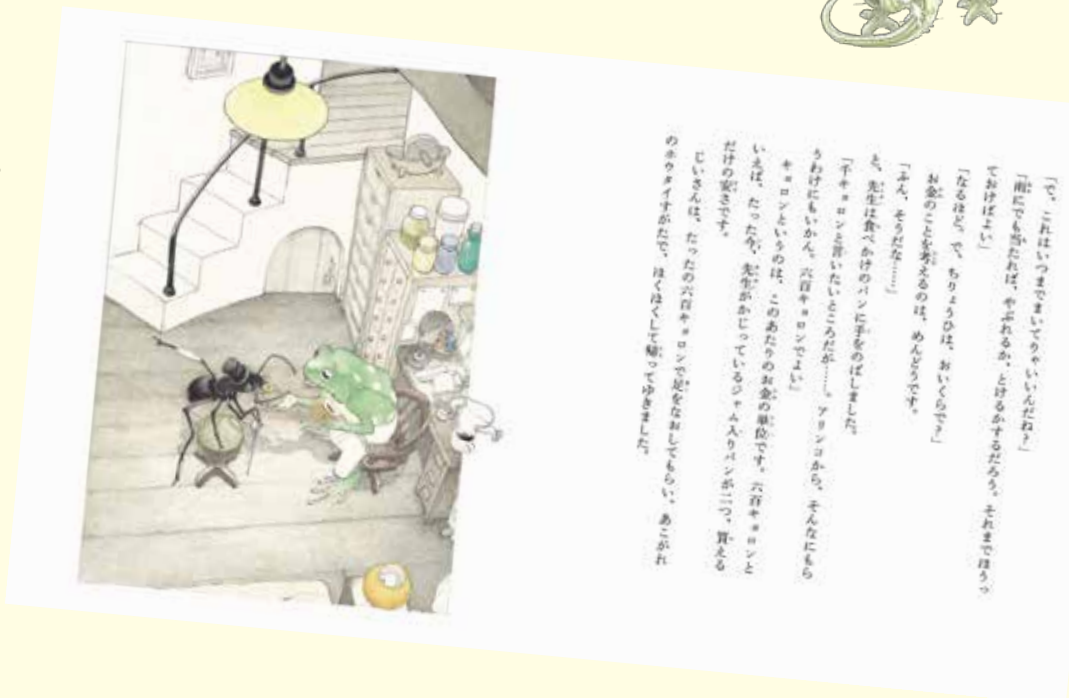 「で、これはいつまでまいてりゃいいんだね？」
「雨にでも当たれば、やぶれるか、とけるかするだろう。それまでほうっ
ておけばよい」
「なるほど。で、ちりょうひは、おいくらで？」
お金のことを考えるのは、めんどうです。
「ふん、そうだな……」
と、先生は食べかけのパンに手をのばしました。
「千キョロンと言いたいところだが……。アリンコから、そんなにもら
うわけにもいかん。六百キョロンでよい」
キョロンというのは、このあたりのお金の単位です。六百キョロンと
いえば、たった今、先生がかじっているジャム入りパンが二つ、買える
だけの安さです。
じいさんは、たったの六百キョロンで足をなおしてもらい、あこがれ
のホウタイすがたで、ほくほくして帰ってゆきました。